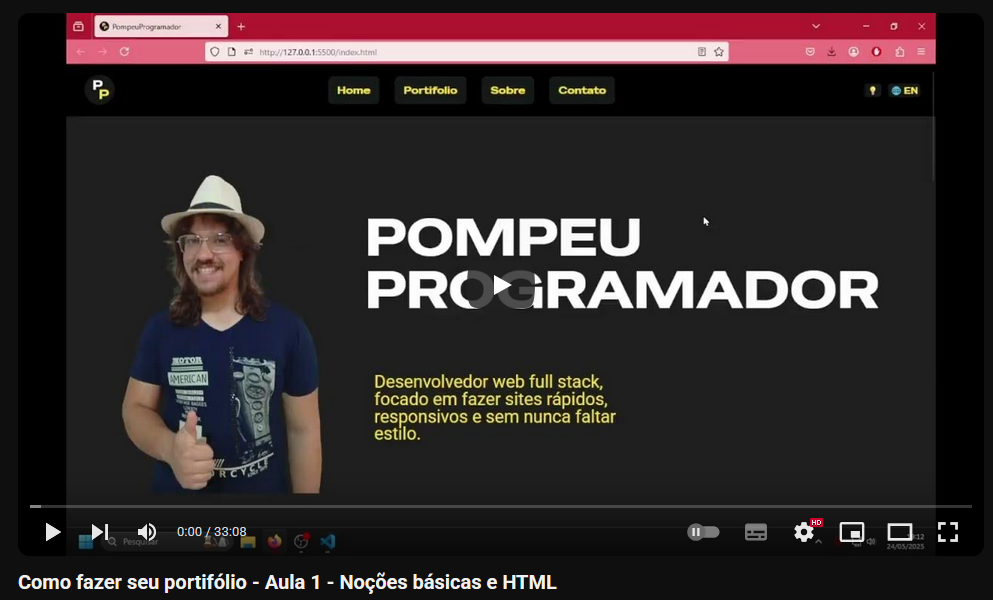 PompeuProgramador
http://127.0.0.1:5500/index.html
P
P
Home
Portifolio
Sobre
Contato
EN
POMPEU
PROGRAMADOR
MOTOR
AMERICAN
Desenvolvedor web full stack,
focado em fazer sites rápidos,
responsivos e sem nunca faltar
estilo.
0:00 / 33:08
HD
Pesquisar
24/05/2025
Como fazer seu portifólio - Aula 1 - Noções básicas e HTML